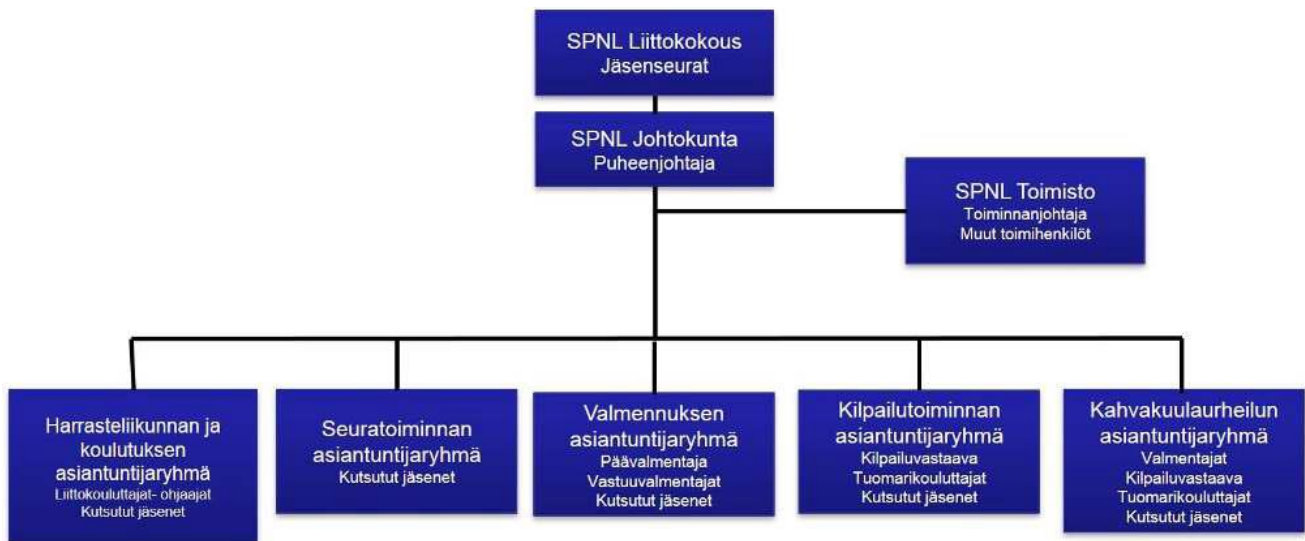 SPNL Liittokokous
Jäsenseurat
SPNL Johtokunta
Puheenjohtaja
SPNL Toimisto
Toiminnanjohtaja
Muut toimihenkilöt
Harrasteliikunnan ja
koulutuksen
asiantuntijaryhmä
Liittokouluttajat- ohjaajat
Kutsutut jäsenet
Seuratoiminnan
asiantuntijaryhmä
Kutsutut jäsenet
Valmennuksen
asiantuntijaryhmä
Päävalmentaja
Vastuuvalmentajat
Kutsutut jäsenet
Kilpailutoiminnan
asiantuntijaryhmä
Kilpailuvastaava
Tuomarikouluttajat
Kutsutut jäsenet
Kahvakuulaurheilun
asiantuntijaryhmä
Valmentajat
Kilpailuvastaava
Tuomarikouluttajat
Kutsutut jäsenet